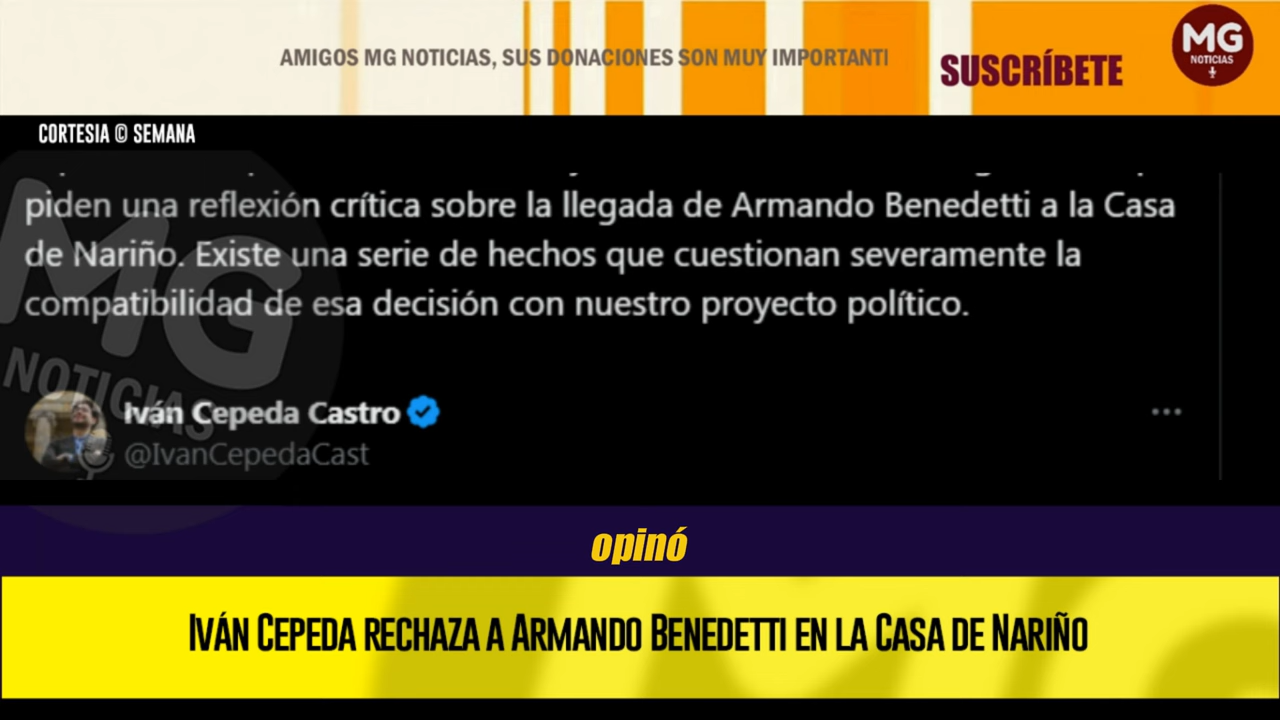 AMIGOS MG NOTICIAS, SUS DONACIONES SON MUY IMPORTANTI
SUSCRÍBETE
MG
NOTICIAS
CORTESIA © SEMANA
piden una reflexión crítica sobre la llegada de Armando Benedetti a la Casa
de Nariño. Existe una serie de hechos que cuestionan severamente la
compatibilidad de esa decisión con nuestro proyecto político.
MG
NOTICIAS
Iván Cepeda Castro
@IvanCepedaCast
opinó
IVÁN CEPEDA RECHAZA A ARMANDO BENEDETTI EN LA CASA DE NARIÑO